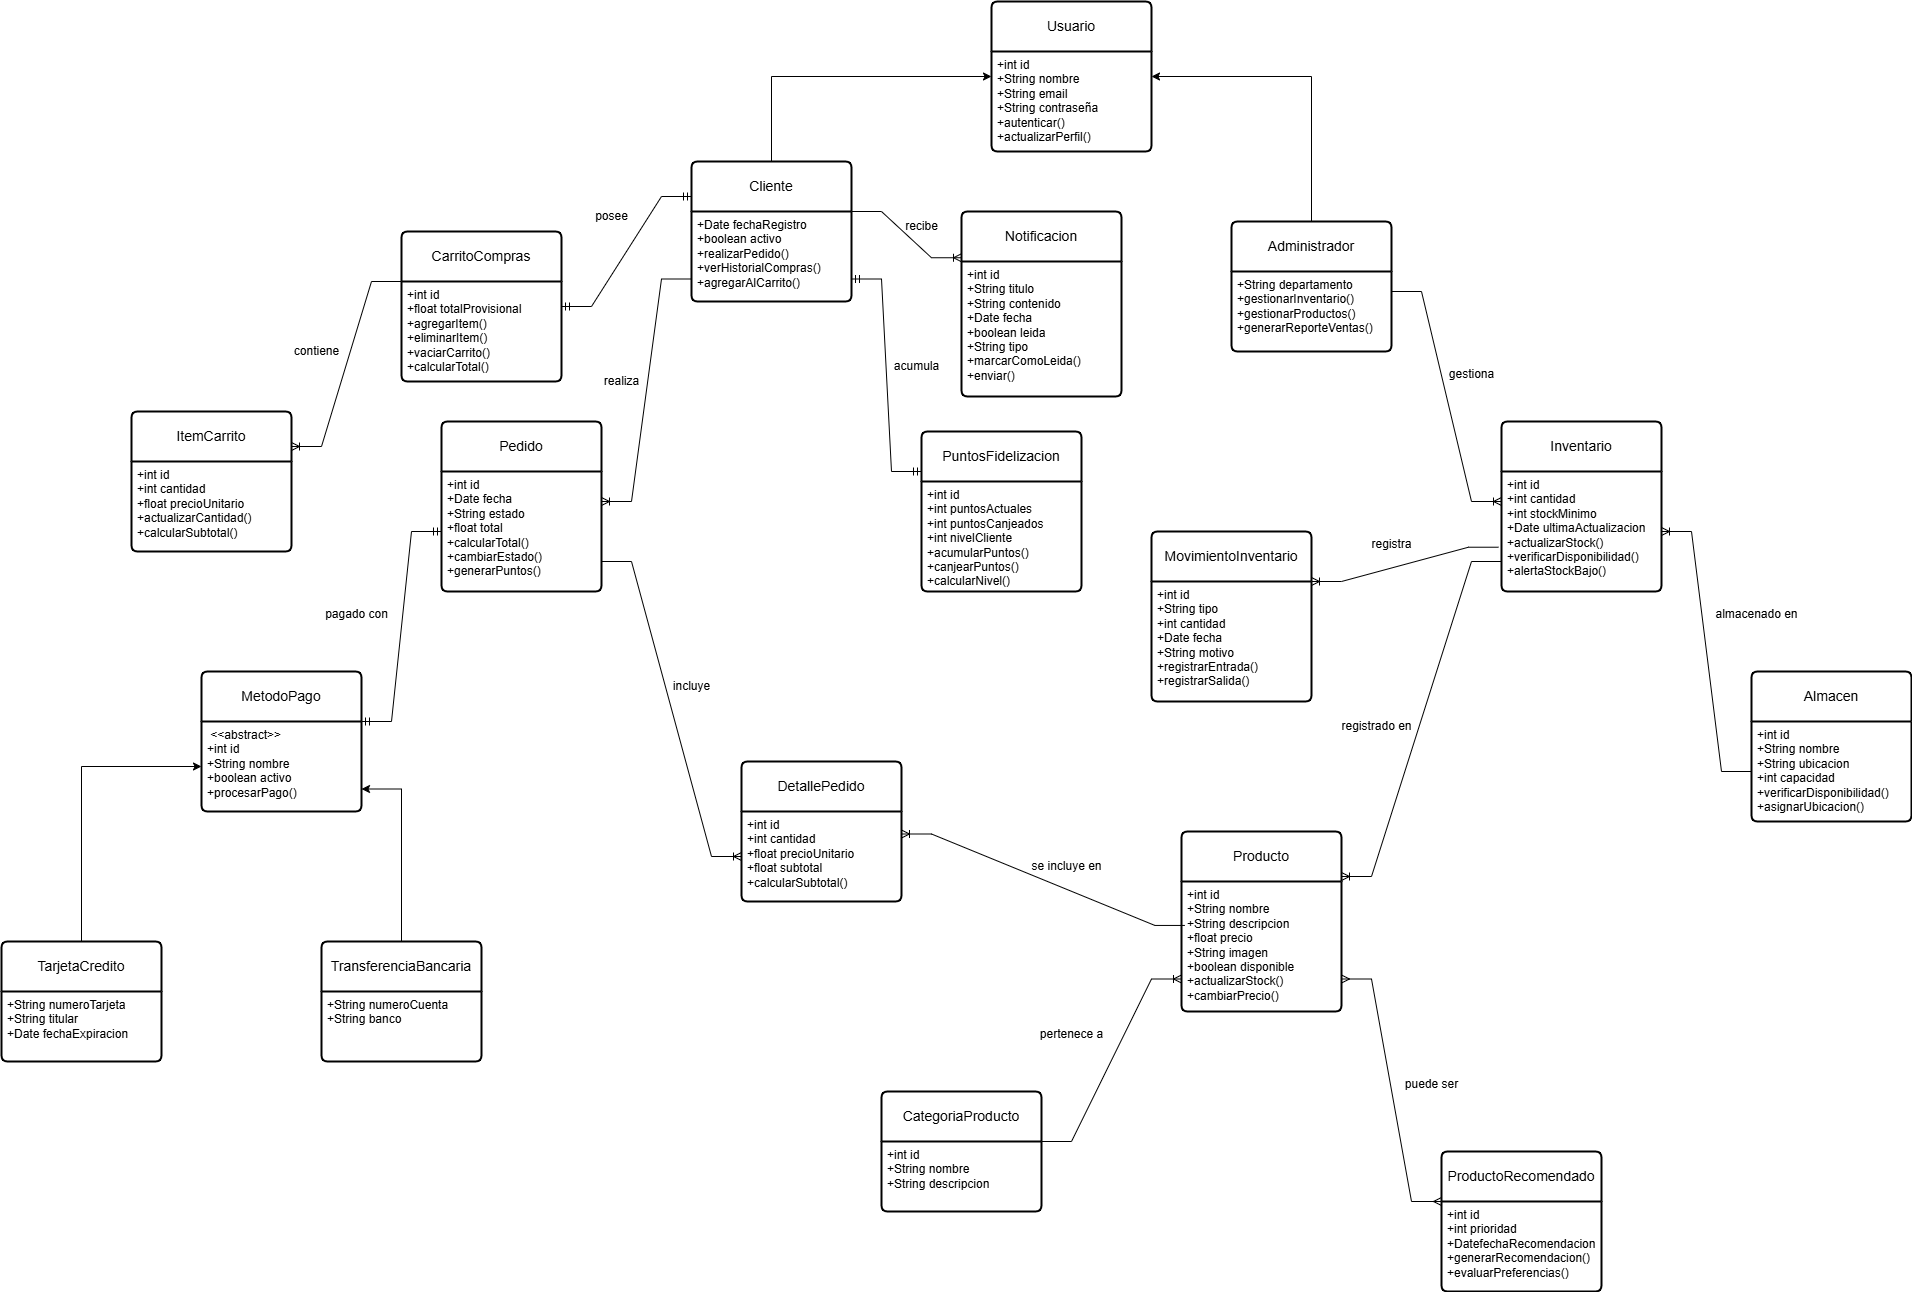 Usuario
+int id
+String nombre
+String email
+String contraseña
+autenticar()
+actualizarPerfil()
Cliente
+Date fechaRegistro
+boolean activo
+realizarPedido()
+verHistorialCompras()
+agregarAlCarrito()
posee
recibe
Notificacion
+int id
+String titulo
+String contenido
+Date fecha
+boolean leida
+String tipo
+marcarComoLeida()
+enviar()
Administrador
+String departamento
+gestionarInventario()
+gestionarProductos()
+generarReporteVentas()
CarritoCompras
+int id
+float totalProvisional
+agregarItem()
+eliminarItem()
+vaciarCarrito()
+calcularTotal()
contiene
realiza
acumula
gestiona
ItemCarrito
+int id
+int cantidad
+float precioUnitario
+actualizarCantidad()
+calcularSubtotal()
Pedido
+int id
+Date fecha
+String estado
+float total
+calcularTotal()
+cambiarEstado()
+generarPuntos()
PuntosFidelizacion
+int id
+int puntosActuales
+int puntosCanjeados
+int nivelCliente
+acumularPuntos()
+canjearPuntos()
+calcularNivel()
Inventario
+int id
+int cantidad
+int stockMinimo
+Date ultimaActualizacion
+actualizarStock()
+verificarDisponibilidad()
+alertaStockBajo()
registra
MovimientoInventario
+int id
+String tipo
+int cantidad
+Date fecha
+String motivo
+registrarEntrada()
+registrarSalida()
pagado con
almacenado en
incluye
registrado en
MetodoPago
<<abstract>>
+int id
+String nombre
+boolean activo
+procesarPago()
Almacen
+int id
+String nombre
+String ubicacion
+int capacidad
+verificarDisponibilidad()
+asignarUbicacion()
DetallePedido
+int id
+int cantidad
+float precioUnitario
+float subtotal
+calcularSubtotal()
se incluye en
Producto
+int id
+String nombre
+String descripcion
+float precio
+String imagen
+boolean disponible
+actualizarStock()
+cambiarPrecio()
TarjetaCredito
+String numeroTarjeta
+String titular
+Date fechaExpiracion
TransferenciaBancaria
+String numeroCuenta
+String banco
pertenece a
puede ser
CategoriaProducto
+int id
+String nombre
+String descripcion
ProductoRecomendado
+int id
+int prioridad
+DatefechaRecomendacion
+generarRecomendacion()
+evaluarPreferencias()